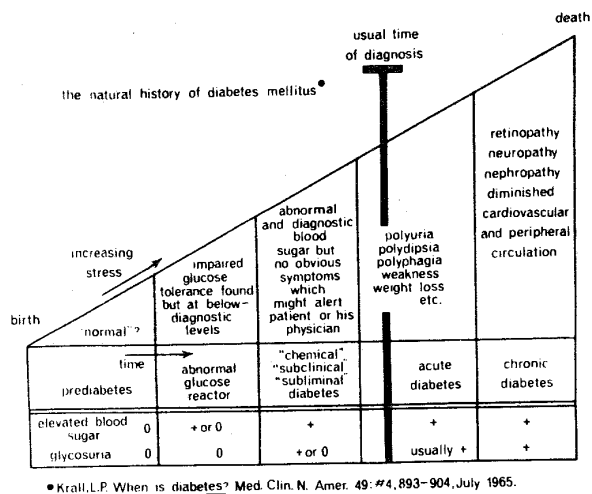 death
usual time
of diagnosis
the natural history of diabetes mellitus•
retinopathy
neuropathy
nephropathy
diminished
cardiovascular
and peripheral
circulation
abnormal
and diagnostic
blood
sugar but
no obvious
symptoms
which
might alert
patient or his
physician
polyuria
polydipsia
polyphagia
weakness
weight loss
etc.
increasing
stress
impaired
glucose
tolerance found
but at below-
diagnostic
levels
birth
"normal"?
time
prediabetes
abnormal
glucose
reactor
"chemical"
"subclinical"
"subliminal"
diabetes
acute
diabetes
chronic
diabetes
elevated blood
sugar 0 + or 0 + + +
glycosuria 0 0 + or 0 usually + +
• Krall, L.P. When is diabetes? Med. Clin. N. Amer. 49: #4, 893-904, July 1965.